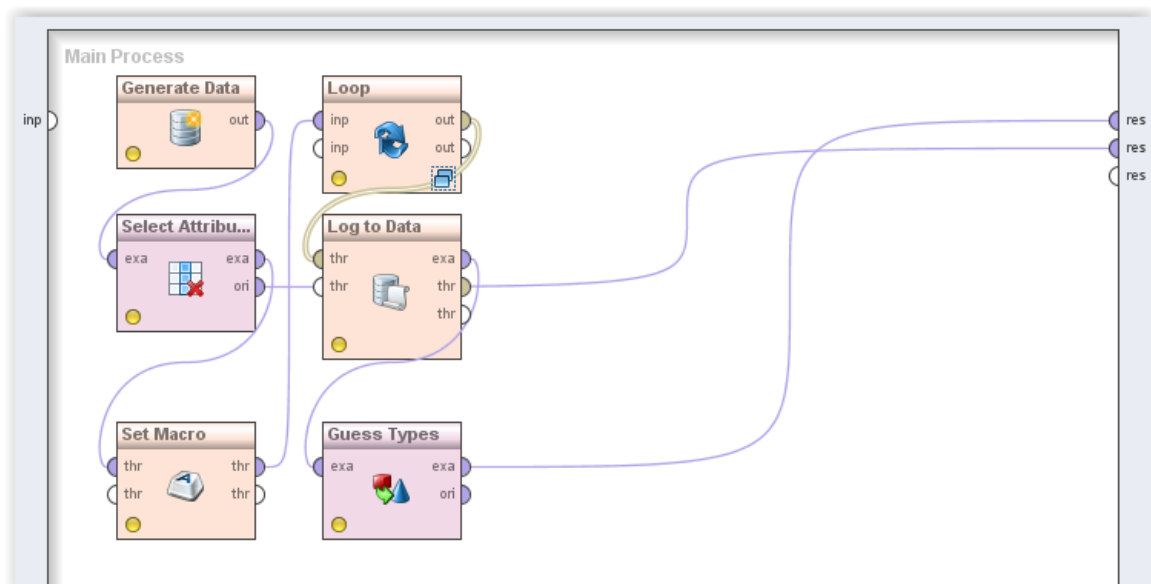 Main Process
Generate Data
Loop
inp
out
inp
out
res
inp
out
res
res
Select Attribu...
Log to Data
exa
exa
thr
exa
ori
thr
thr
thr
Set Macro
Guess Types
thr
thr
exa
exa
thr
thr
ori